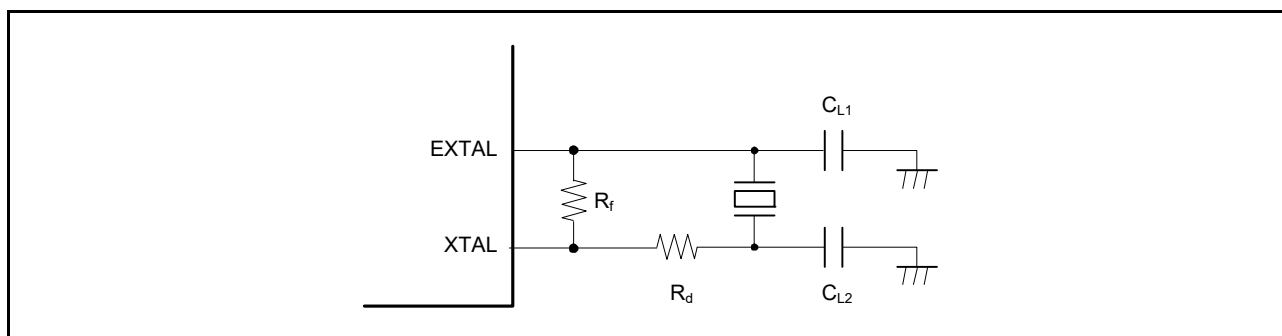 C_L1
EXTAL
R_f
XTAL
R_d
C_L2